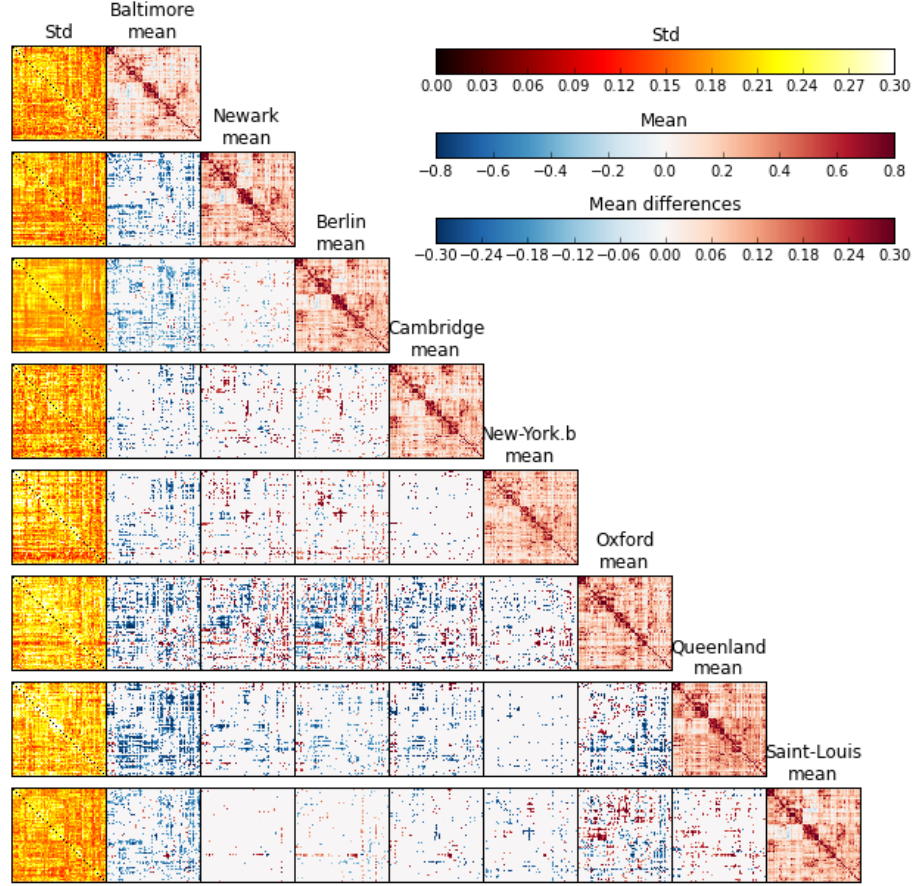 Std
Baltimore
mean
Std
0.00 0.03 0.06 0.09 0.12 0.15 0.18 0.21 0.24 0.27 0.30
Newark
mean
Mean
−0.8 −0.6 −0.4 −0.2 0.0 0.2 0.4 0.6 0.8
Mean differences
−0.30 −0.24 −0.18 −0.12 −0.06 0.00 0.06 0.12 0.18 0.24 0.30
Berlin
mean
Cambridge
mean
New-York.b
mean
Oxford
mean
Queenland
mean
Saint-Louis
mean